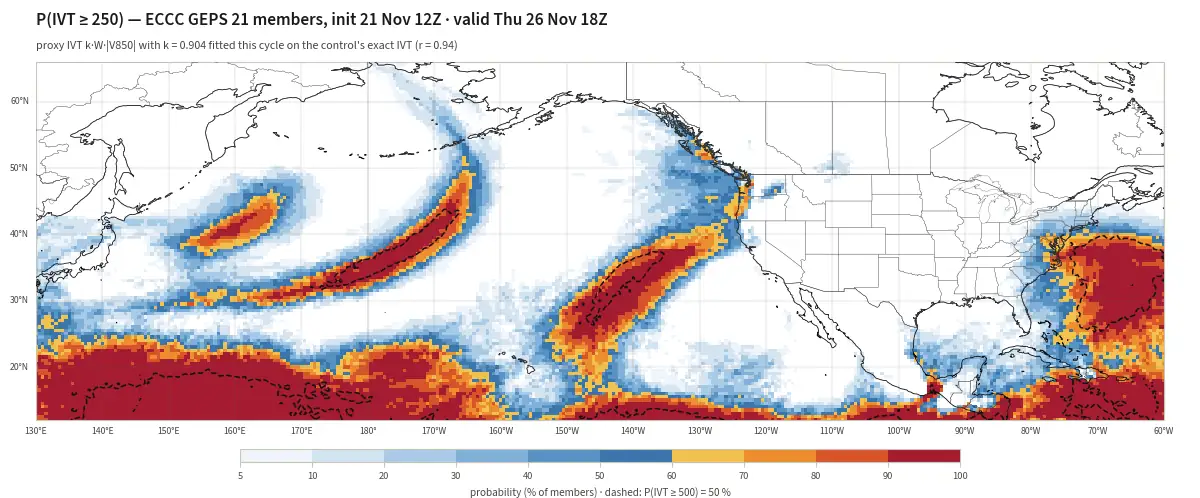 P(IVT ≥ 250) — ECCC GEPS 21 members, init 21 Nov 12Z · valid Thu 26 Nov 18Z
proxy IVT k·W·|V850| with k = 0.904 fitted this cycle on the control's exact IVT (r = 0.94)
60°N
50°N
40°N
30°N
20°N
130°E 140°E 150°E 160°E 170°E 180° 170°W 160°W 150°W 140°W 130°W 120°W 110°W 100°W 90°W 80°W 70°W 60°W
5 10 20 30 40 50 60 70 80 90 100
probability (% of members) · dashed: P(IVT ≥ 500) = 50 %